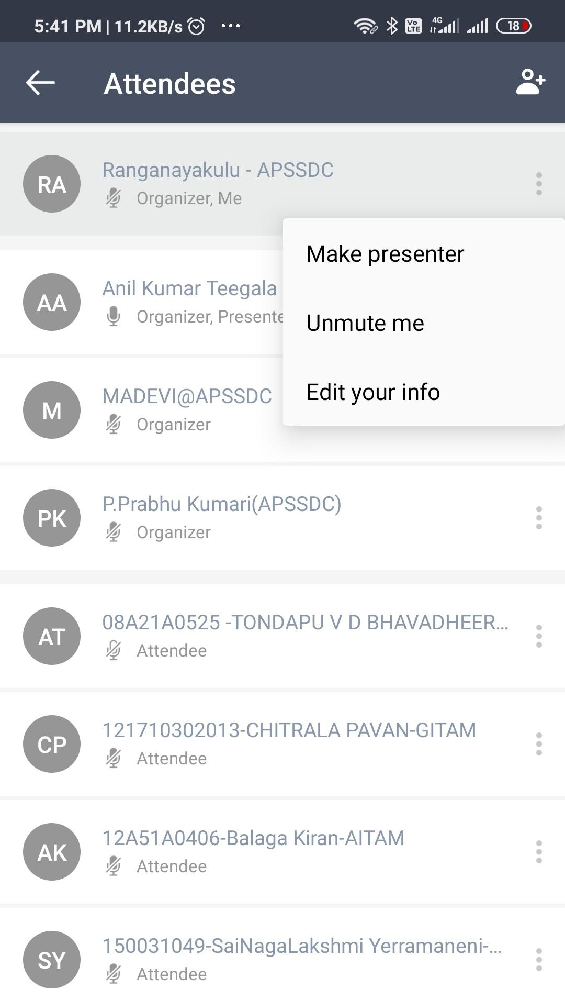 5:41 PM | 11.2KB/s ... Vo LTE 4G 18
Attendees
RA
Ranganayakulu - APSSDC
Organizer, Me
Make presenter
Unmute me
Edit your info
AA
Anil Kumar Teegala
Organizer, Presente
M
MADEVI@APSSDC
Organizer
PK
P.Prabhu Kumari(APSSDC)
Organizer
AT
08A21A0525 -TONDAPU V D BHAVADHEER...
Attendee
CP
121710302013-CHITRALA PAVAN-GITAM
Attendee
AK
12A51A0406-Balaga Kiran-AITAM
Attendee
SY
150031049-SaiNagaLakshmi Yerramaneni-...
Attendee